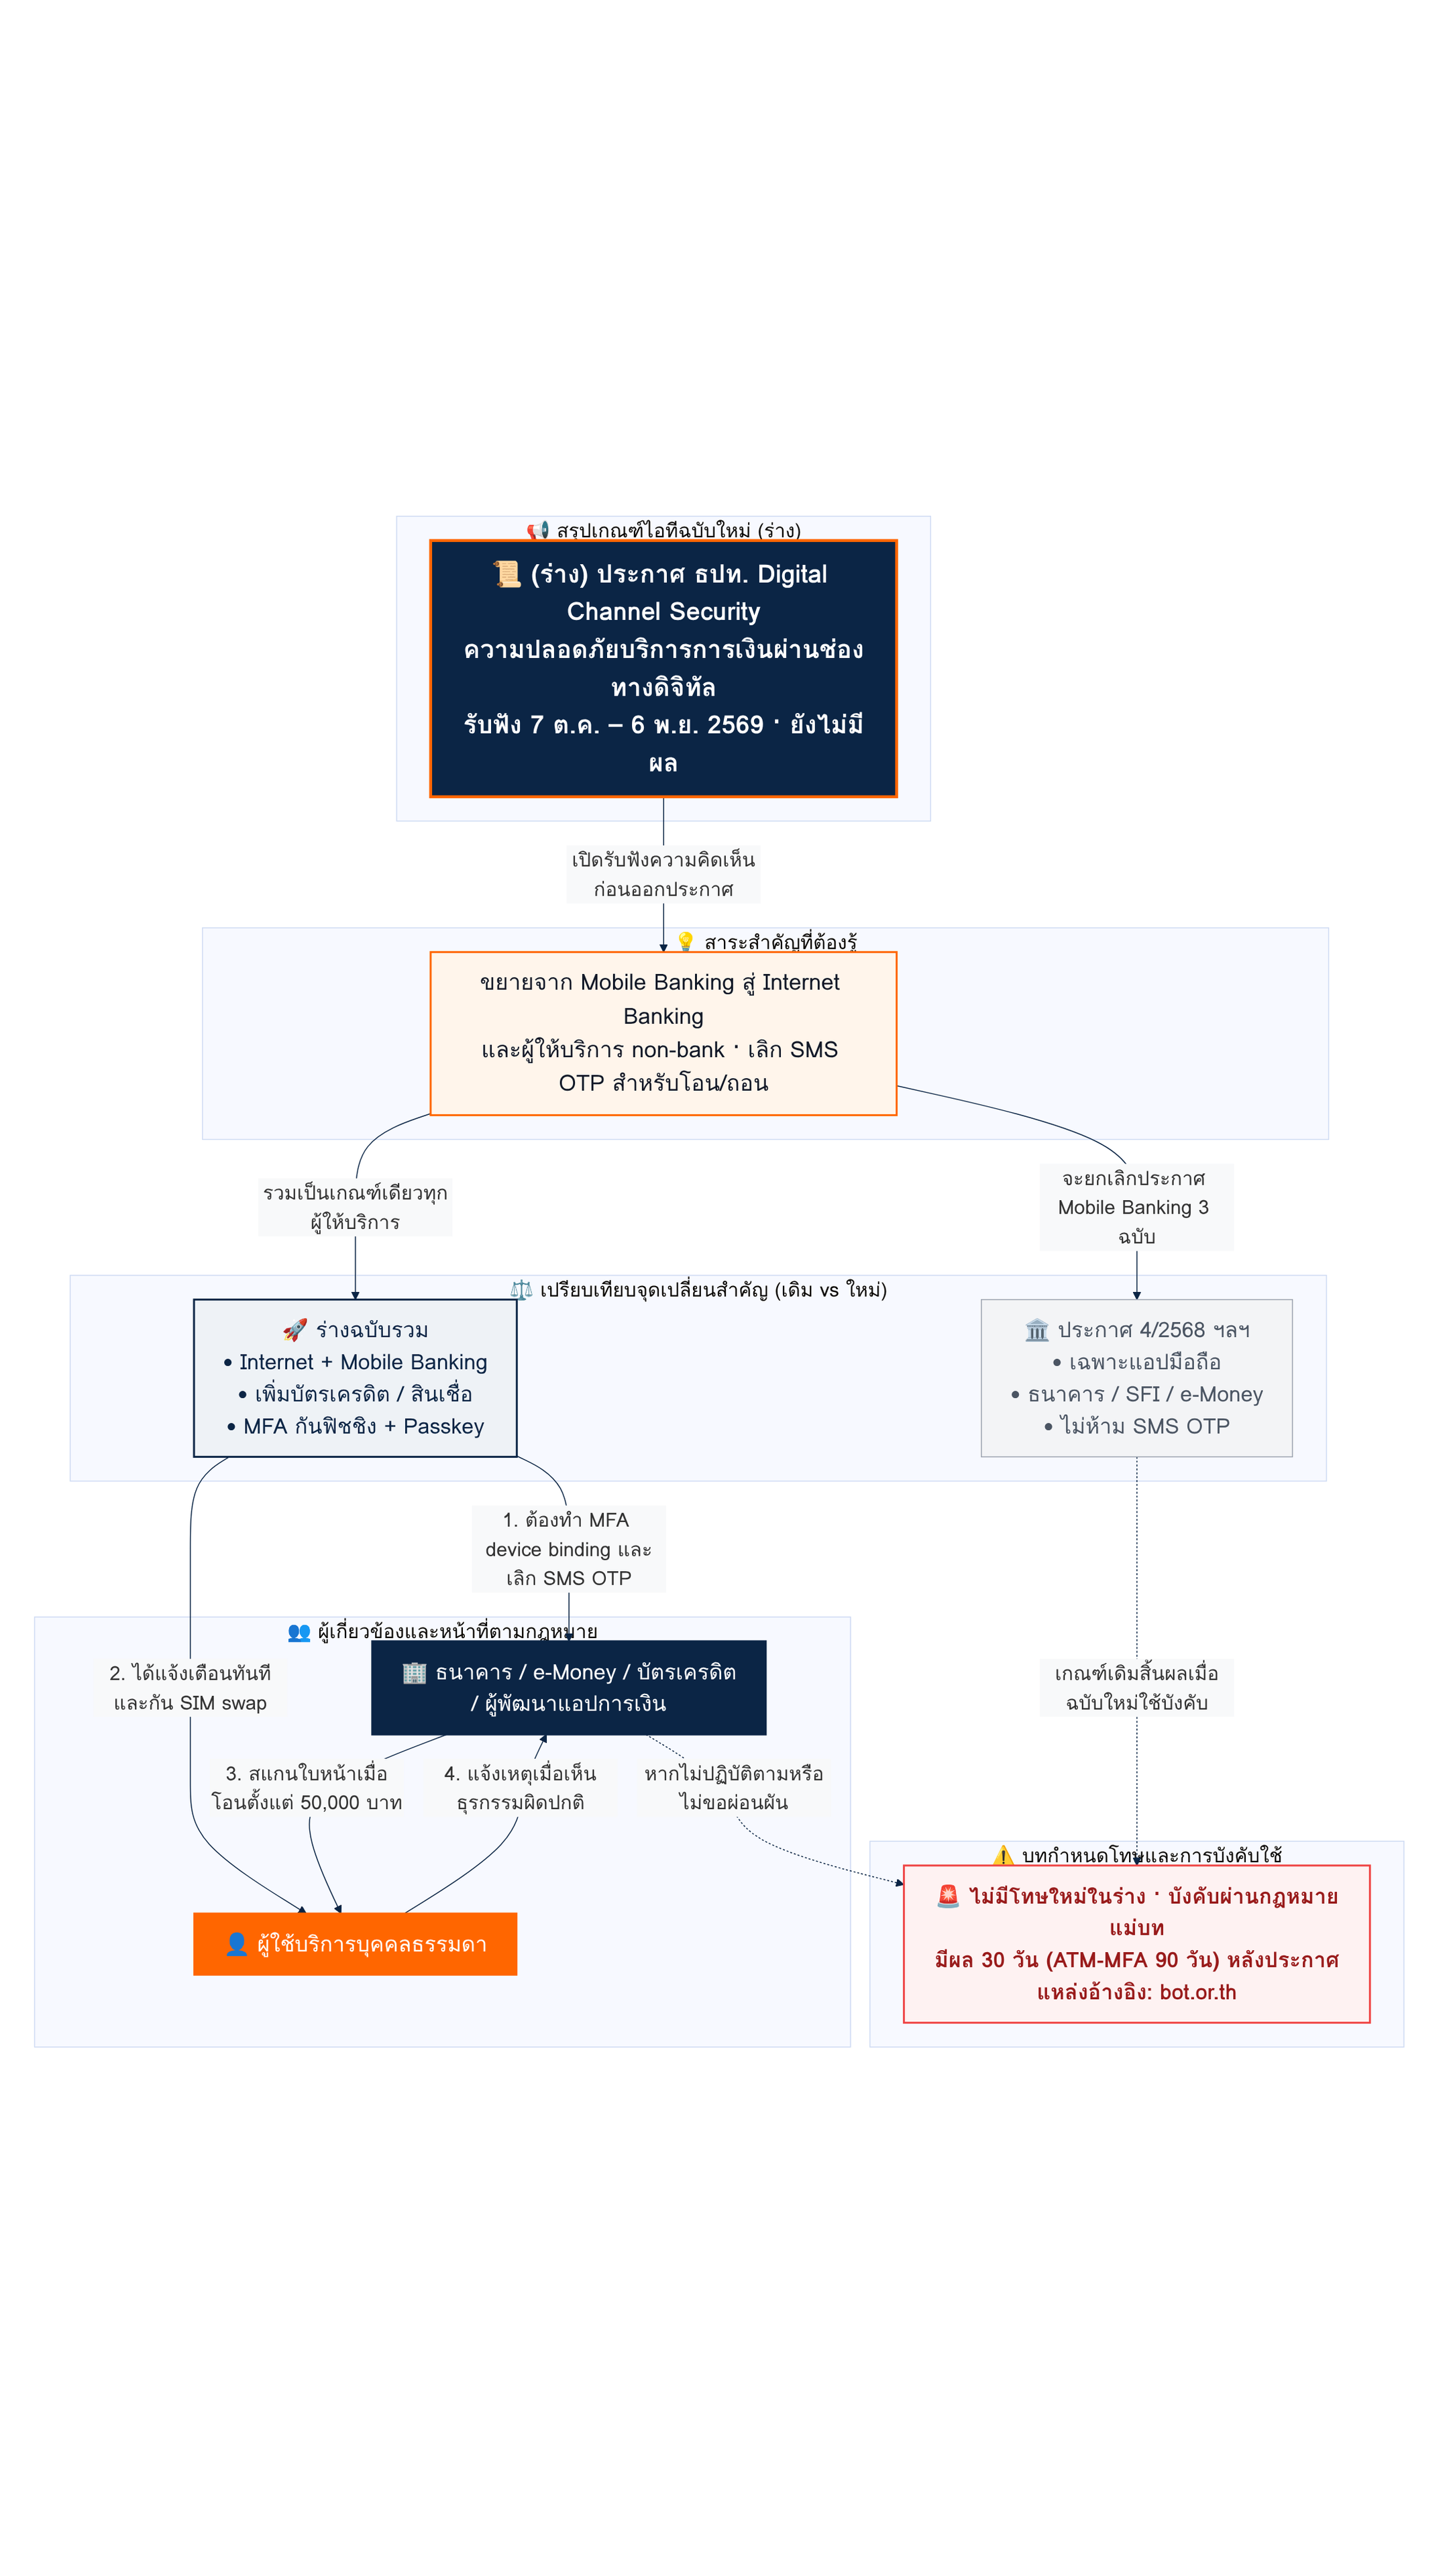 📢 สรุปเกณฑ์ไอทีฉบับใหม่ (ร่าง)
📜 (ร่าง) ประกาศ ธปท. Digital
Channel Security
ความปลอดภัยบริการการเงินผ่านช่อง
ทางดิจิทัล
รับฟัง 7 ต.ค. – 6 พ.ย. 2569 · ยังไม่มี
ผล
เปิดรับฟังความคิดเห็น
ก่อนออกประกาศ
💡 สาระสำคัญที่ต้องรู้
ขยายจาก Mobile Banking สู่ Internet
Banking
และผู้ให้บริการ non-bank · เลิก SMS
OTP สำหรับโอน/ถอน
รวมเป็นเกณฑ์เดียวทุก
ผู้ให้บริการ
จะยกเลิกประกาศ
Mobile Banking 3
ฉบับ
⚖️ เปรียบเทียบจุดเปลี่ยนสำคัญ (เดิม vs ใหม่)
🚀 ร่างฉบับรวม
• Internet + Mobile Banking
• เพิ่มบัตรเครดิต / สินเชื่อ
• MFA กันฟิชชิง + Passkey
🏛️ ประกาศ 4/2568 ฯลฯ
• เฉพาะแอปมือถือ
• ธนาคาร / SFI / e-Money
• ไม่ห้าม SMS OTP
1. ต้องทำ MFA
device binding และ
เลิก SMS OTP
👥 ผู้เกี่ยวข้องและหน้าที่ตามกฎหมาย
🏢 ธนาคาร / e-Money / บัตรเครดิต
/ ผู้พัฒนาแอปการเงิน
2. ได้แจ้งเตือนทันที
และกัน SIM swap
เกณฑ์เดิมสิ้นผลเมื่อ
ฉบับใหม่ใช้บังคับ
3. สแกนใบหน้าเมื่อ
โอนตั้งแต่ 50,000 บาท
4. แจ้งเหตุเมื่อเห็น
ธุรกรรมผิดปกติ
หากไม่ปฏิบัติตามหรือ
ไม่ขอผ่อนผัน
👤 ผู้ใช้บริการบุคคลธรรมดา
⚠️ บทกำหนดโทษและการบังคับใช้
🚨 ไม่มีโทษใหม่ในร่าง · บังคับผ่านกฎหมาย
แม่บท
มีผล 30 วัน (ATM-MFA 90 วัน) หลังประกาศ
แหล่งอ้างอิง: bot.or.th